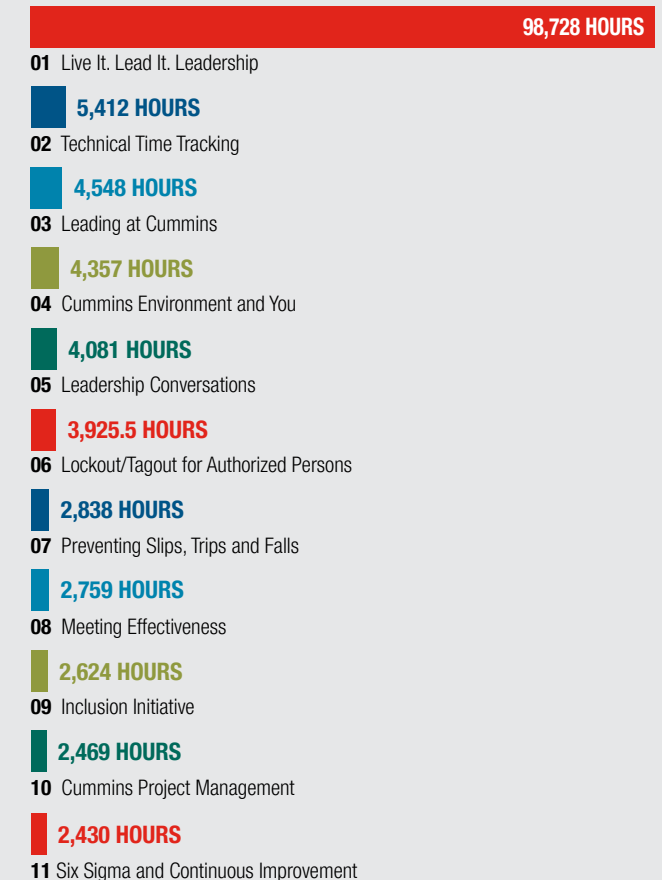 98,728 HOURS
01 Live It. Lead It. Leadership
5,412 HOURS
02 Technical Time Tracking
4,548 HOURS
03 Leading at Cummins
4,357 HOURS
04 Cummins Environment and You
4,081 HOURS
05 Leadership Conversations
3,925.5 HOURS
06 Lockout/Tagout for Authorized Persons
2,838 HOURS
07 Preventing Slips, Trips and Falls
2,759 HOURS
08 Meeting Effectiveness
2,624 HOURS
09 Inclusion Initiative
2,469 HOURS
10 Cummins Project Management
2,430 HOURS
11 Six Sigma and Continuous Improvement